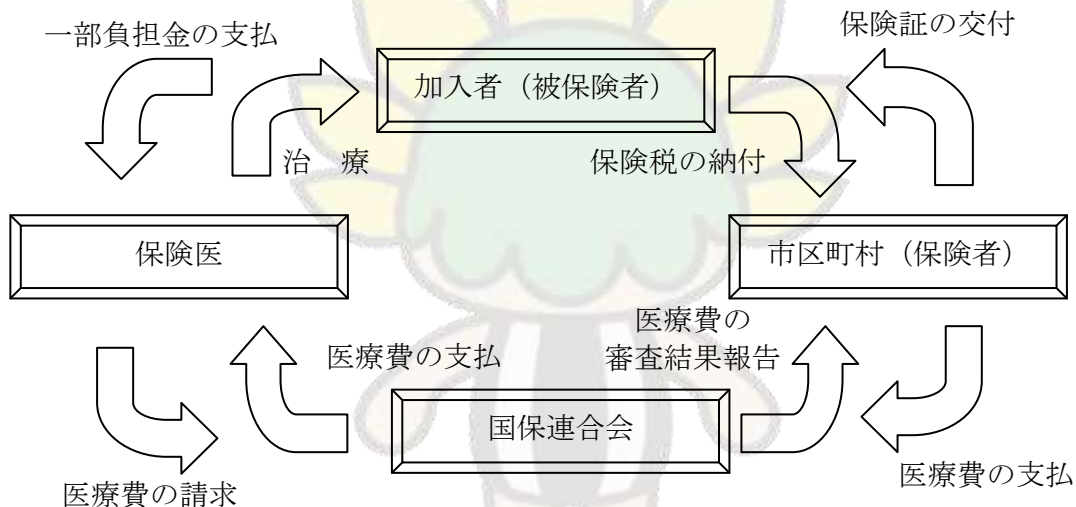 一部負担金の支払
保険証の交付
加入者（被保険者）
治　療
保険税の納付
保険医
市区町村（保険者）
医療費の支払
医療費の
審査結果報告
国保連合会
医療費の請求
医療費の支払